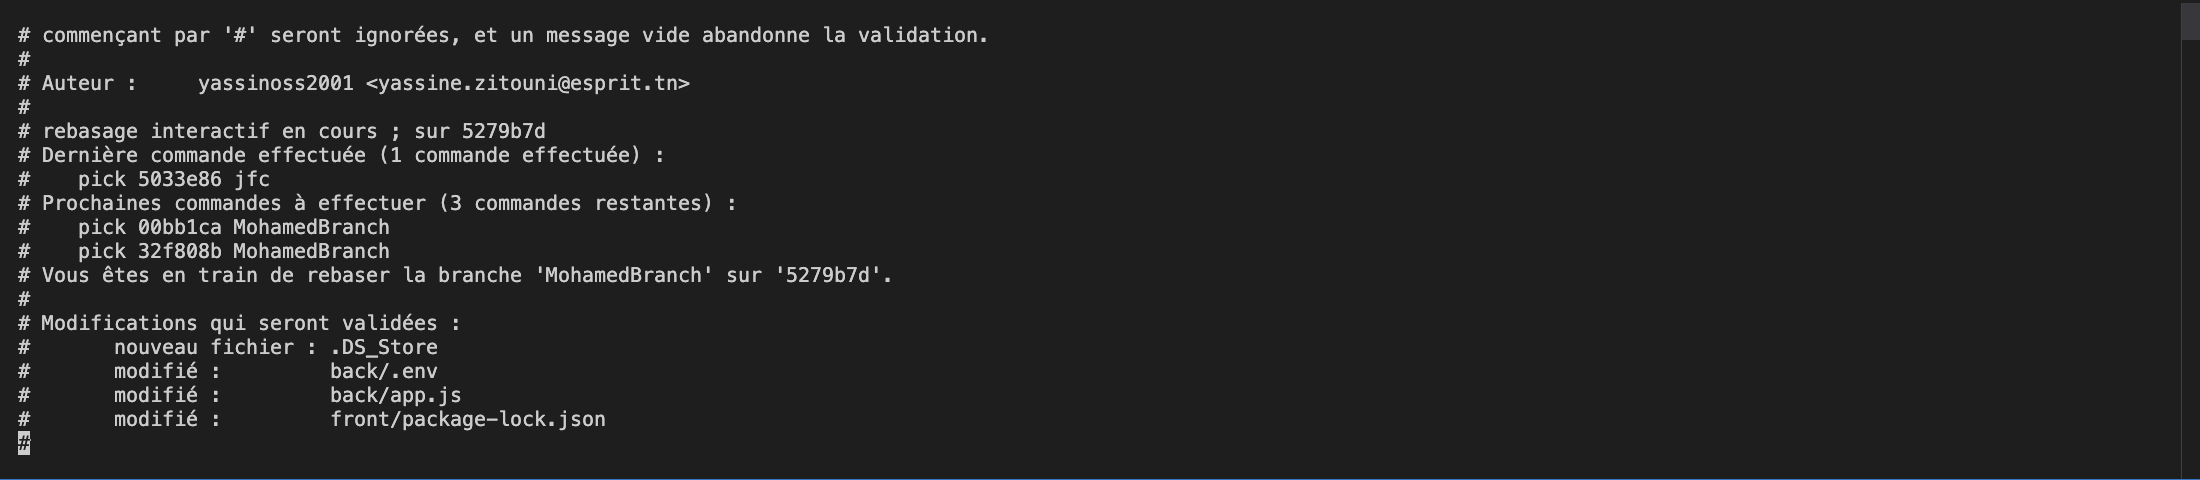 # commençant par '#' seront ignorées, et un message vide abandonne la validation.
#
# Auteur :     yassinoss2001 <yassine.zitouni@esprit.tn>
#
# rebasage interactif en cours ; sur 5279b7d
# Dernière commande effectuée (1 commande effectuée) :
#    pick 5033e86 jfc
# Prochaines commandes à effectuer (3 commandes restantes) :
#    pick 00bb1ca MohamedBranch
#    pick 32f808b MohamedBranch
# Vous êtes en train de rebaser la branche 'MohamedBranch' sur '5279b7d'.
#
# Modifications qui seront validées :
#       nouveau fichier : .DS_Store
#       modifié :         back/.env
#       modifié :         back/app.js
#       modifié :         front/package-lock.json
#